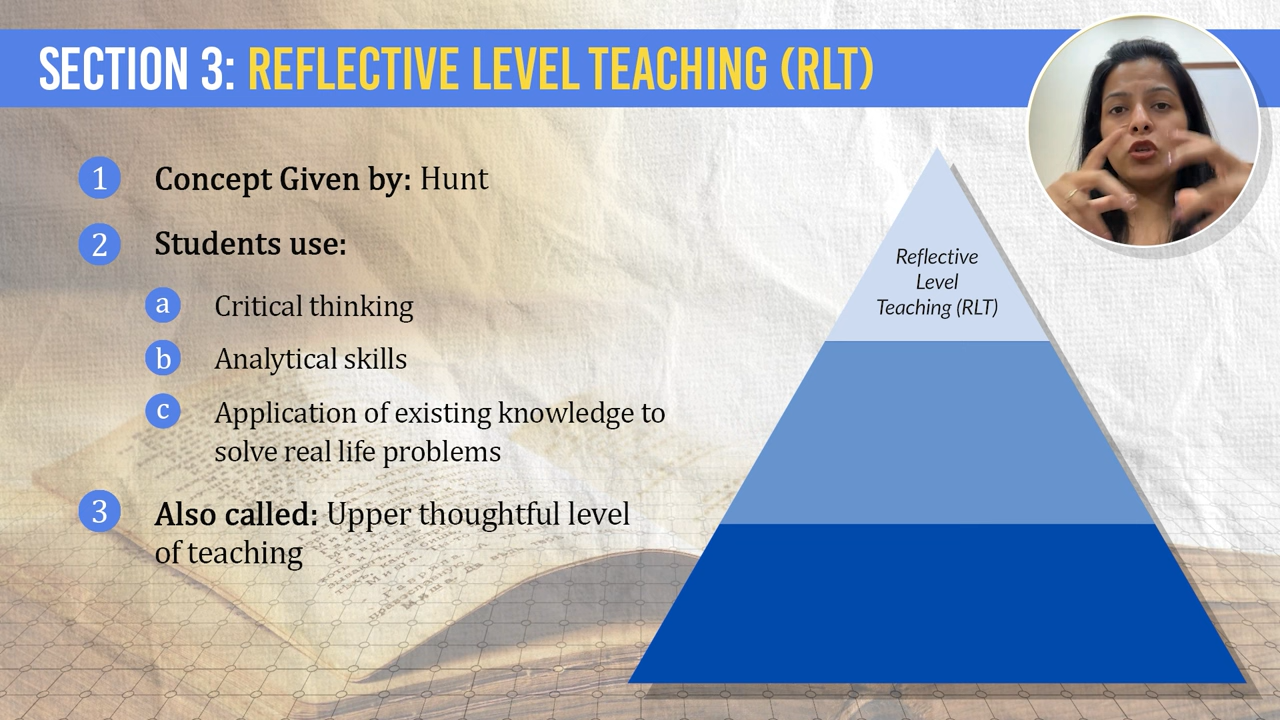 SECTION 3: REFLECTIVE LEVEL TEACHING (RLT)
1 Concept Given by: Hunt
2 Students use:
a Critical thinking
b Analytical skills
c Application of existing knowledge to
solve real life problems
3 Also called: Upper thoughtful level
of teaching
Reflective
Level
Teaching (RLT)